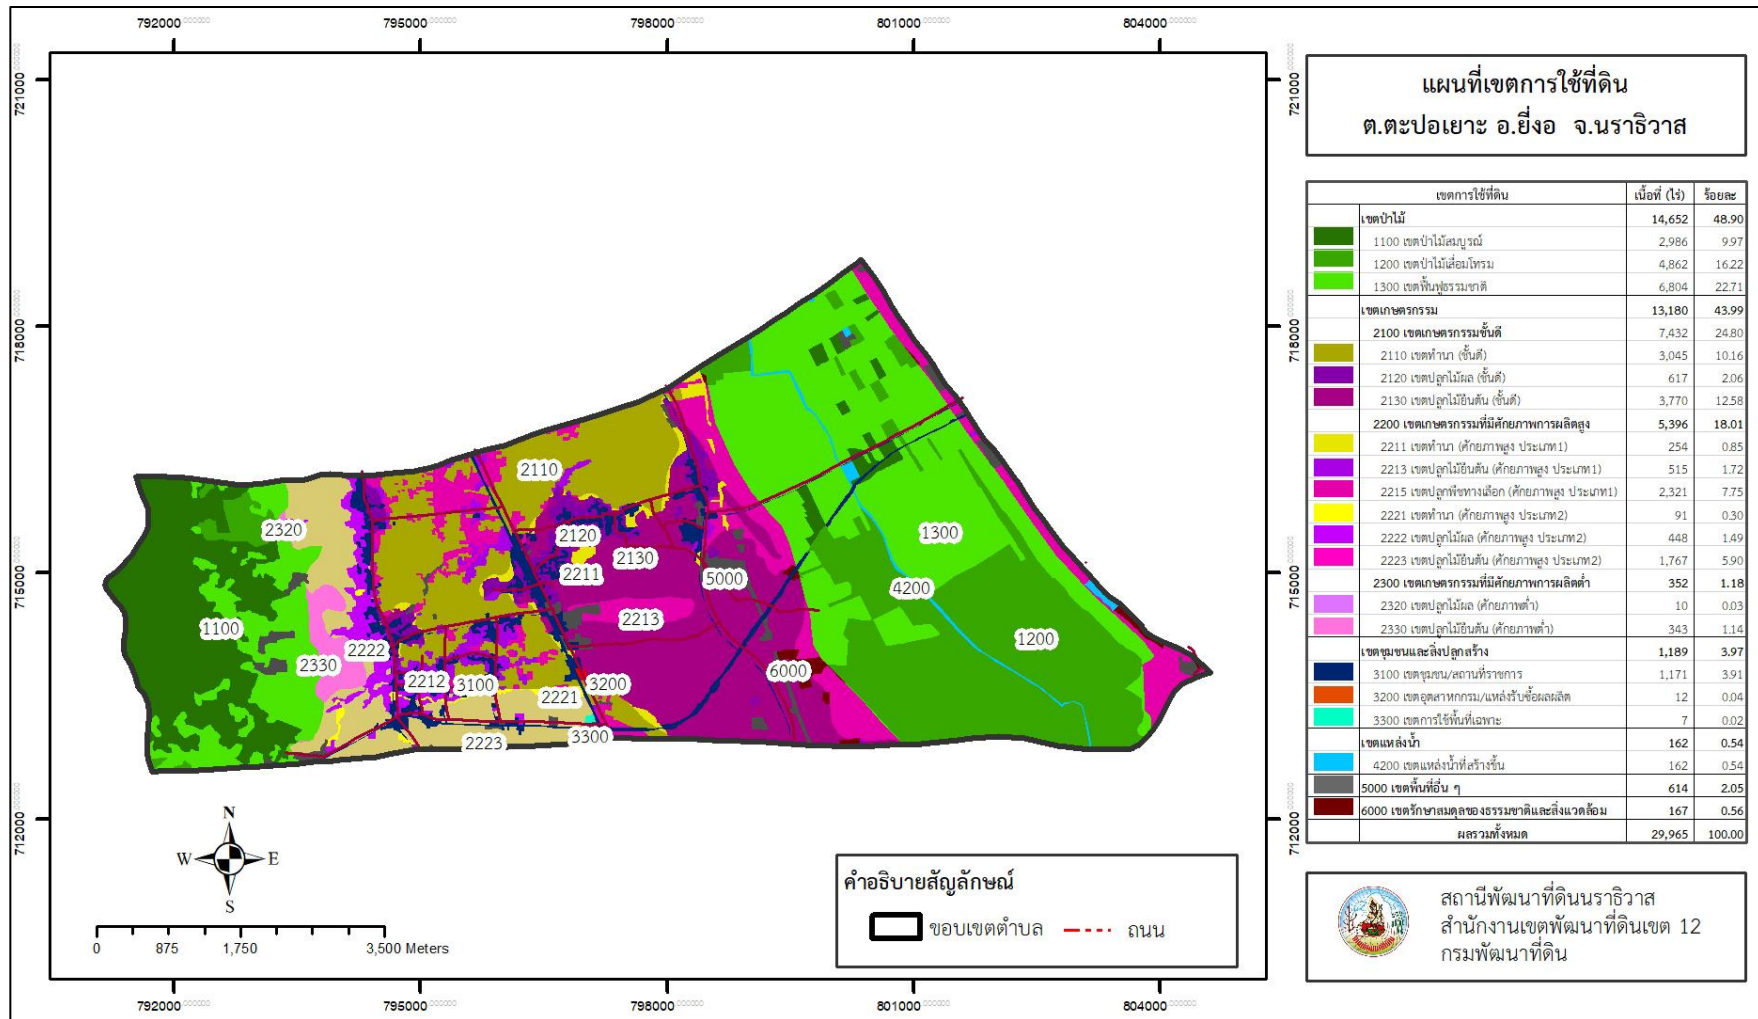 792000 795000 798000 801000 804000
721000 721000
718000 718000
715000 715000
712000 712000
792000 795000 798000 801000 804000
2110
2320
2120
1300
2130
2211
5000
4200
2213
1100
1200
2222
2330
6000
2212
3100
3200
2221
3300
2223
N
W E
S
0 875 1,750 3,500 Meters
คำอธิบายสัญลักษณ์
ขอบเขตตำบล ถนน
แผนที่เขตการใช้ที่ดิน
ต.ตะปอเยาะ อ.ยี่งอ จ.นราธิวาส
เขตการใช้ที่ดิน เนื้อที่ (ไร่) ร้อยละ
เขตป่าไม้ 14,652 48.90
1100 เขตป่าไม้สมบูรณ์ 2,986 9.97
1200 เขตป่าไม้เสื่อมโทรม 4,862 16.22
1300 เขตฟื้นฟูธรรมชาติ 6,804 22.71
เขตเกษตรกรรม 13,180 43.99
2100 เขตเกษตรกรรมชั้นดี 7,432 24.80
2110 เขตทำนา (ชั้นดี) 3,045 10.16
2120 เขตปลูกไม้ผล (ชั้นดี) 617 2.06
2130 เขตปลูกไม้ยืนต้น (ชั้นดี) 3,770 12.58
2200 เขตเกษตรกรรมที่มีศักยภาพการผลิตสูง 5,396 18.01
2211 เขตทำนา (ศักยภาพสูง ประเภท1) 254 0.85
2213 เขตปลูกไม้ยืนต้น (ศักยภาพสูง ประเภท1) 515 1.72
2215 เขตปลูกพืชทางเลือก (ศักยภาพสูง ประเภท1) 2,321 7.75
2221 เขตทำนา (ศักยภาพสูง ประเภท2) 91 0.30
2222 เขตปลูกไม้ผล (ศักยภาพสูง ประเภท2) 448 1.49
2223 เขตปลูกไม้ยืนต้น (ศักยภาพสูง ประเภท2) 1,767 5.90
2300 เขตเกษตรกรรมที่มีศักยภาพการผลิตต่ำ 352 1.18
2320 เขตปลูกไม้ผล (ศักยภาพต่ำ) 10 0.03
2330 เขตปลูกไม้ยืนต้น (ศักยภาพต่ำ) 343 1.14
เขตชุมชนและสิ่งปลูกสร้าง 1,189 3.97
3100 เขตชุมชน/สถานที่ราชการ 1,171 3.91
3200 เขตอุตสาหกรรม/แหล่งรับซื้อผลผลิต 12 0.04
3300 เขตการใช้พื้นที่เฉพาะ 7 0.02
เขตแหล่งน้ำ 162 0.54
4200 เขตแหล่งน้ำที่สร้างขึ้น 162 0.54
5000 เขตพื้นที่อื่น ๆ 614 2.05
6000 เขตรักษาสมดุลของธรรมชาติและสิ่งแวดล้อม 167 0.56
ผลรวมทั้งหมด 29,965 100.00
สถานีพัฒนาที่ดินนราธิวาส
สำนักงานเขตพัฒนาที่ดินเขต 12
กรมพัฒนาที่ดิน